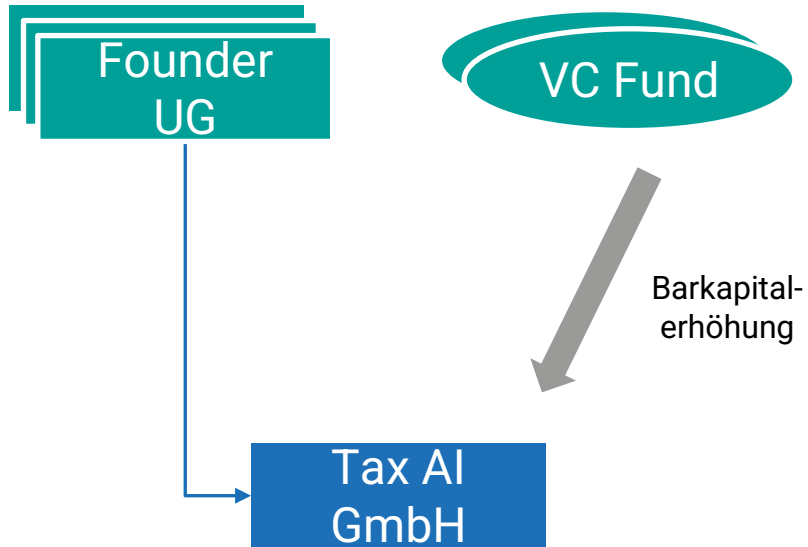 Founder
UG
VC Fund
Barkapital-
erhöhung
Tax AI
GmbH